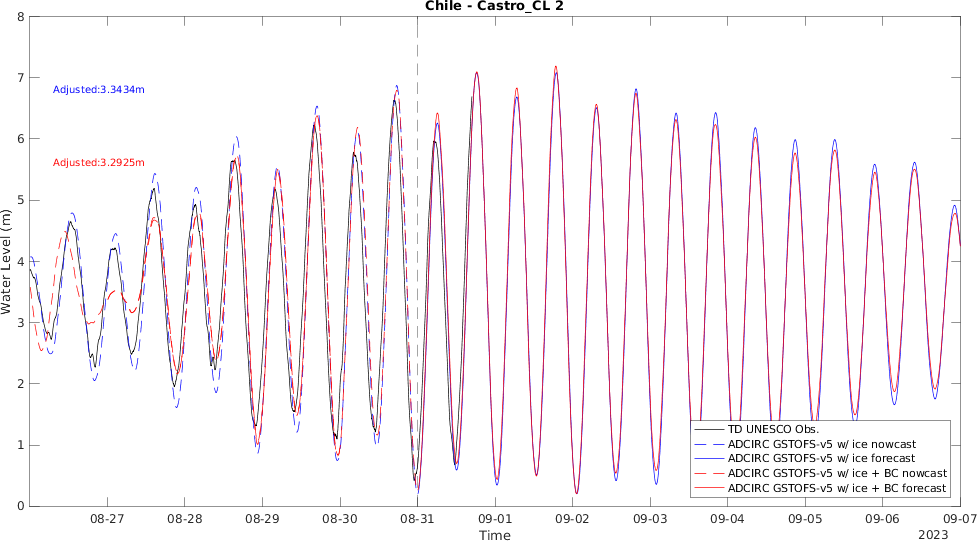 Chile - Castro_CL 2
8
7
6
5
4
3
2
1
0
Water Level (m)
Adjusted:3.3434m
Adjusted:3.2925m
TD UNESCO Obs.
ADCIRC GSTOFS-v5 w/ ice nowcast
ADCIRC GSTOFS-v5 w/ ice forecast
ADCIRC GSTOFS-v5 w/ ice + BC nowcast
ADCIRC GSTOFS-v5 w/ ice + BC forecast
08-27 08-28 08-29 08-30 08-31 09-01 09-02 09-03 09-04 09-05 09-06 09-07
Time
2023